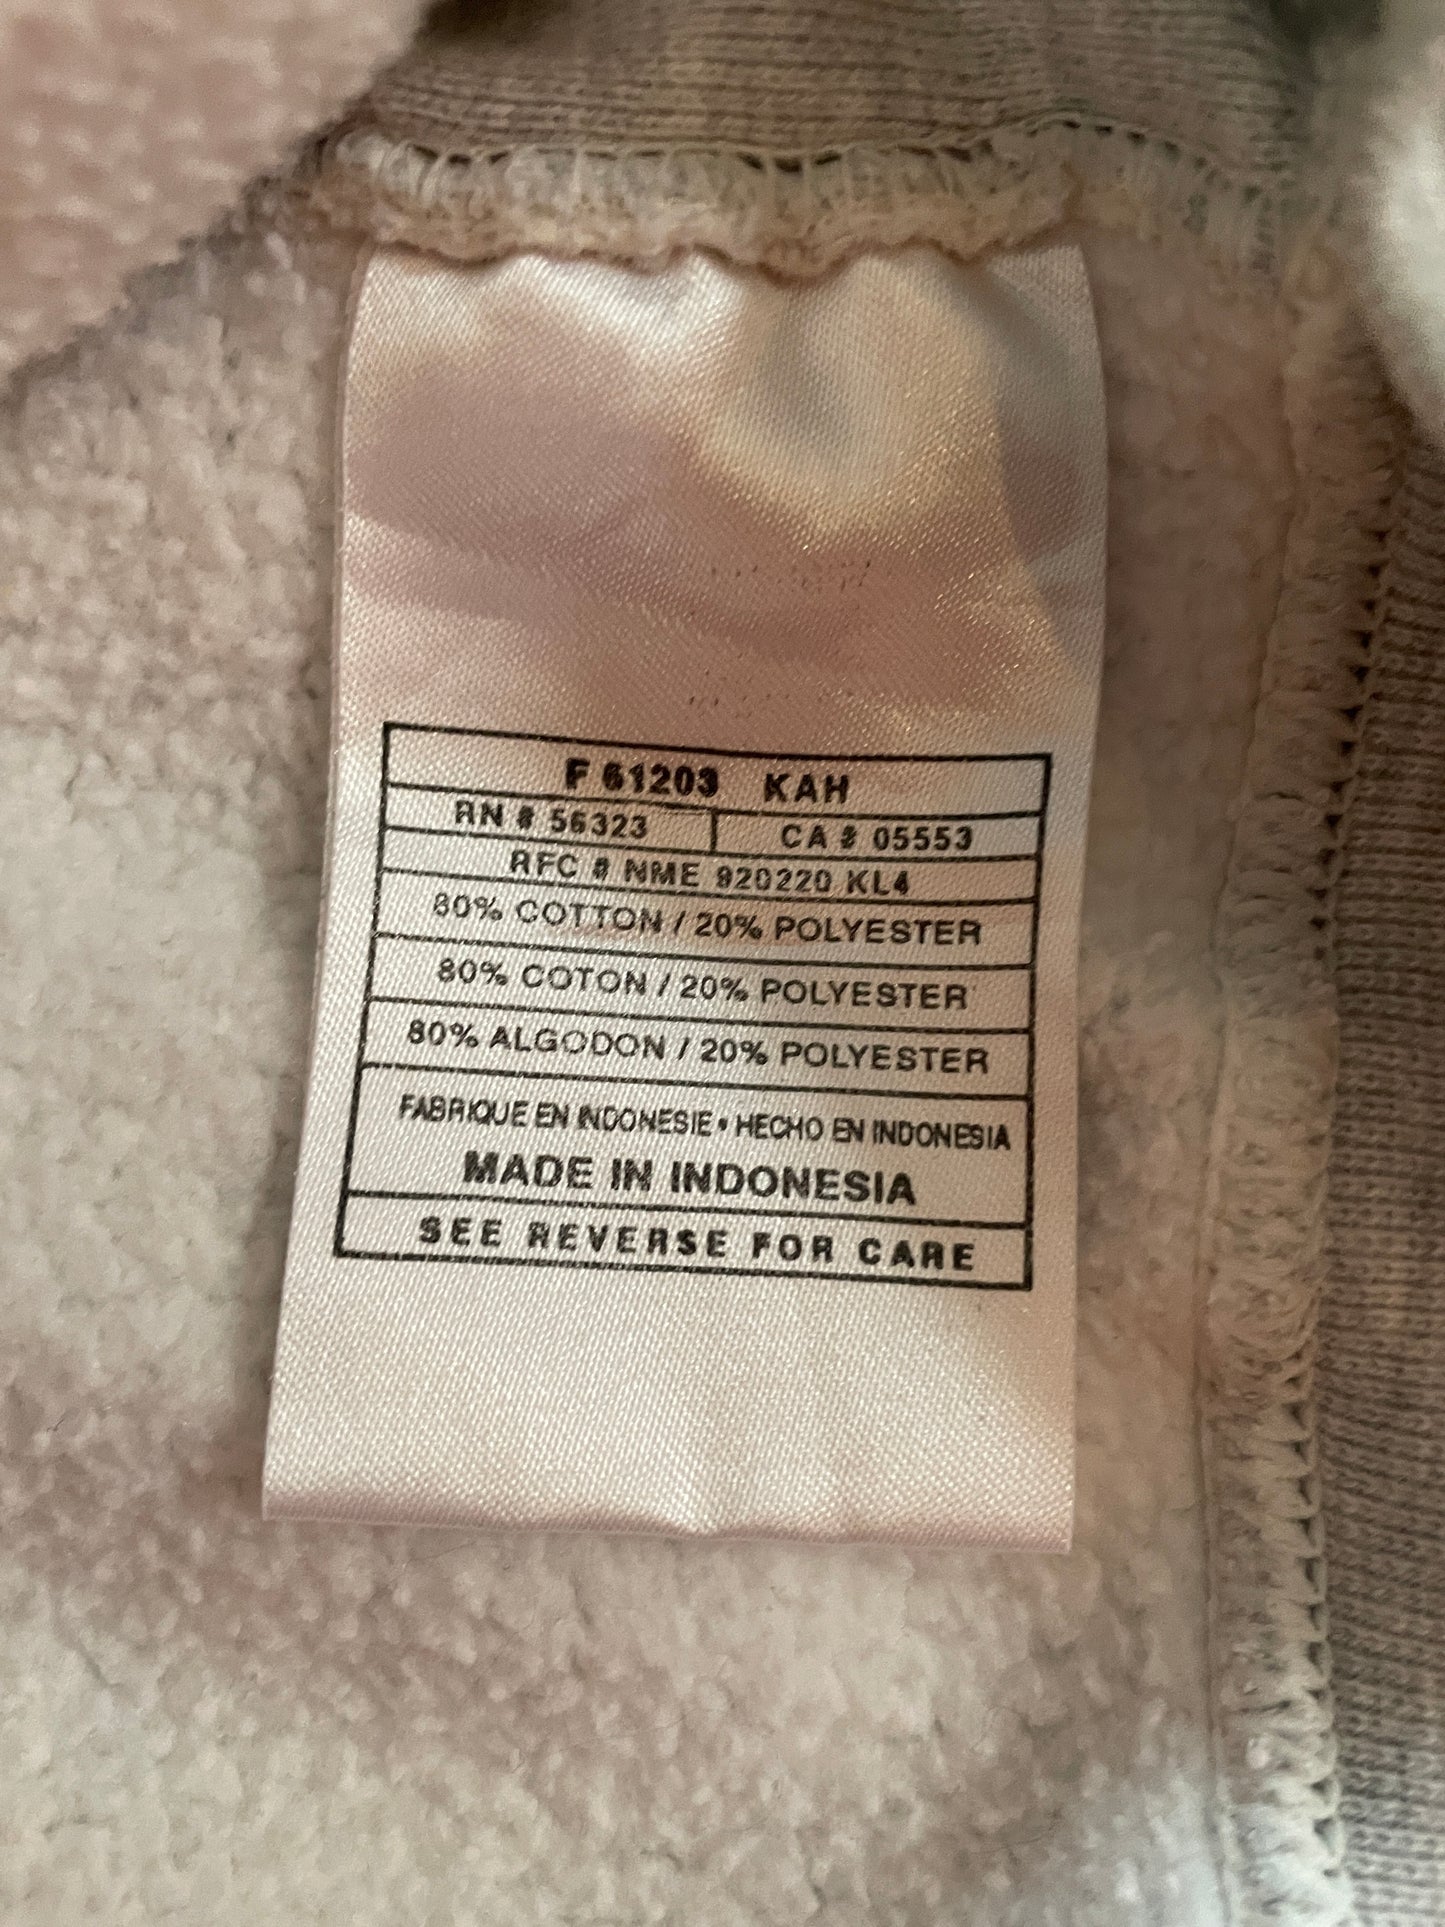 F 61203 KAH
RN # 56323 CA # 05553
RFC # NME 920220 KL4
80% COTTON / 20% POLYESTER
80% COTON / 20% POLYESTER
80% ALGODON / 20% POLYESTER
FABRIQUE EN INDONESIE • HECHO EN INDONESIA
MADE IN INDONESIA
SEE REVERSE FOR CARE